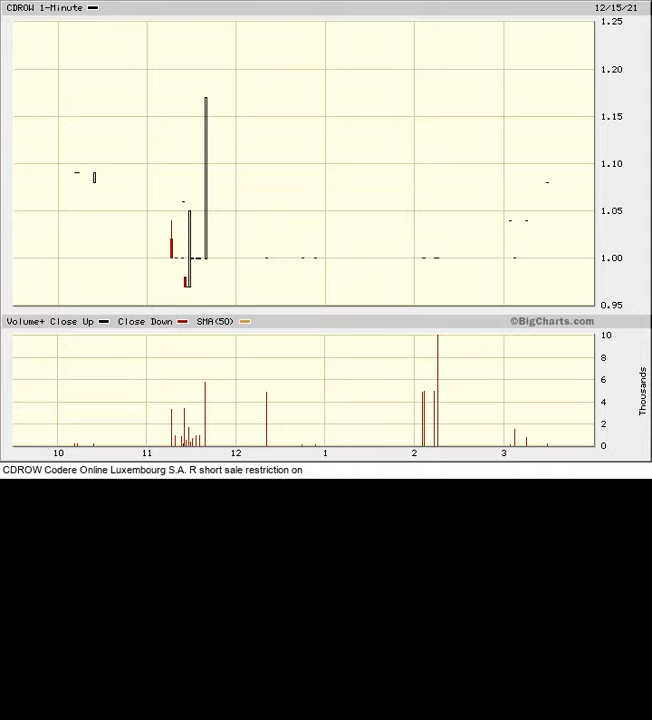 CDROW 1-Minute 12/15/21
1.25
1.20
1.15
1.10
1.05
1.00
0.95
Volume+ Close Up Close Down SMA(50) ©BigCharts.com
10
8
6
4
2
0
Thousands
10 11 12 1 2 3
CDROW Codere Online Luxembourg S.A. R short sale restriction on